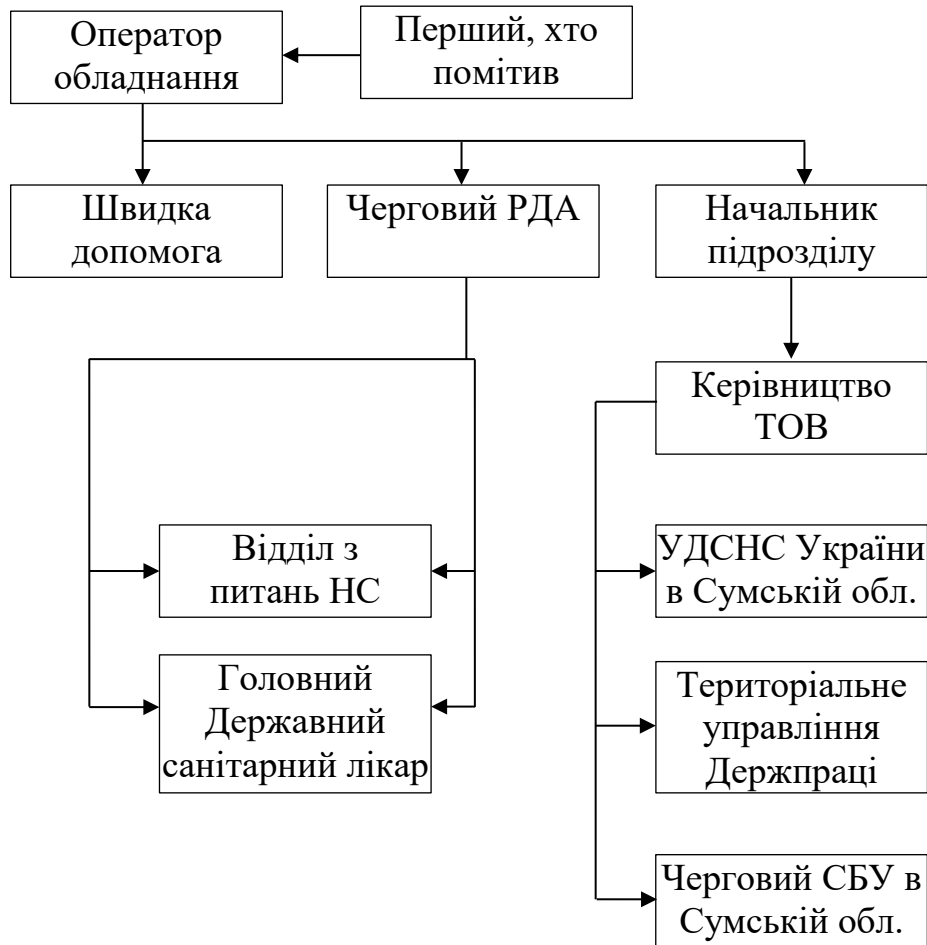 Оператор
обладнання
Перший, хто
помітив
Швидка
допомога
Черговий РДА
Начальник
підрозділу
Керівництво
ТОВ
Відділ з
питань НС
УДСНС України
в Сумській обл.
Головний
Державний
санітарний лікар
Територіальне
управління
Держпраці
Черговий СБУ в
Сумській обл.